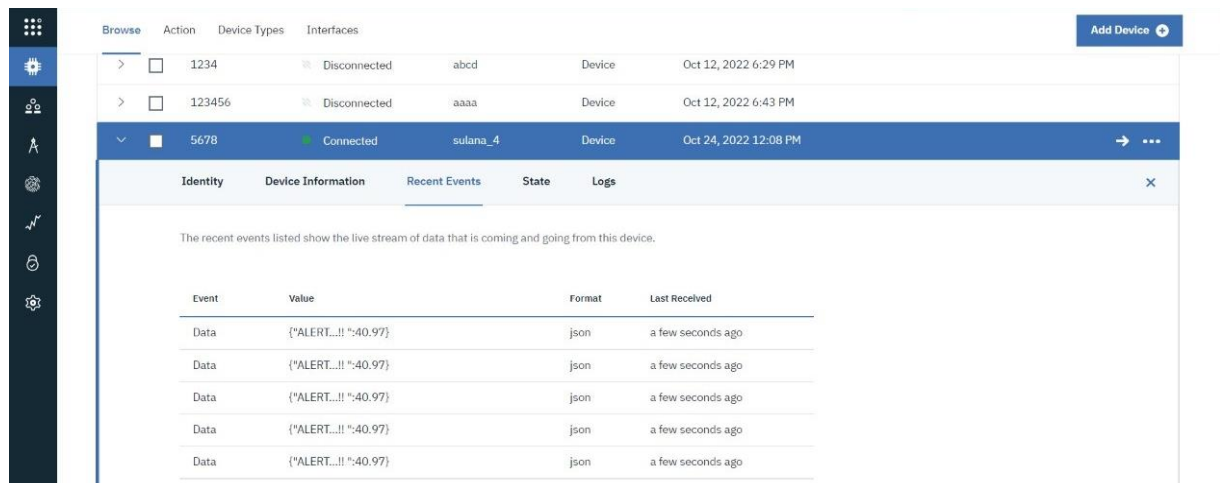 Browse Action Device Types Interfaces Add Device
1234 Disconnected abcd Device Oct 12, 2022 6:29 PM
123456 Disconnected aaaa Device Oct 12, 2022 6:43 PM
5678 Connected sulana_4 Device Oct 24, 2022 12:08 PM
Identity Device Information Recent Events State Logs
The recent events listed show the live stream of data that is coming and going from this device.
Event Value Format Last Received
Data {"ALERT...!! ":40.97} json a few seconds ago
Data {"ALERT...!! ":40.97} json a few seconds ago
Data {"ALERT...!! ":40.97} json a few seconds ago
Data {"ALERT...!! ":40.97} json a few seconds ago
Data {"ALERT...!! ":40.97} json a few seconds ago